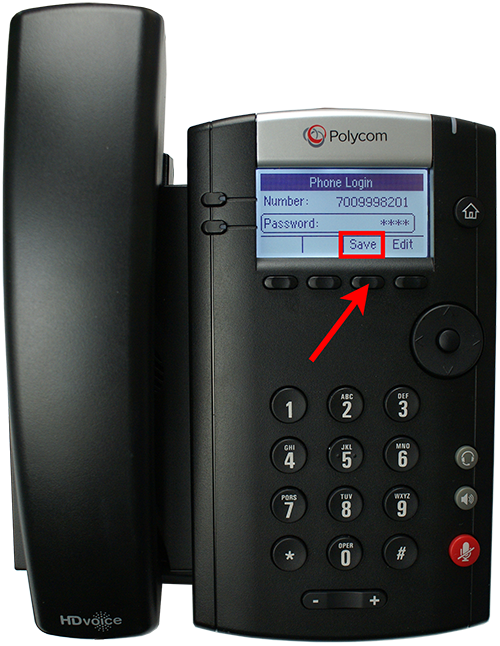 Polycom
Phone Login
Number: 7009998201
Password: ****
Save Edit
1 ABC 2 DEF 3
GHI 4 JKL 5 MNO 6
PQRS 7 TUV 8 WXYZ 9
* OPER 0 #
- +
HDvoice